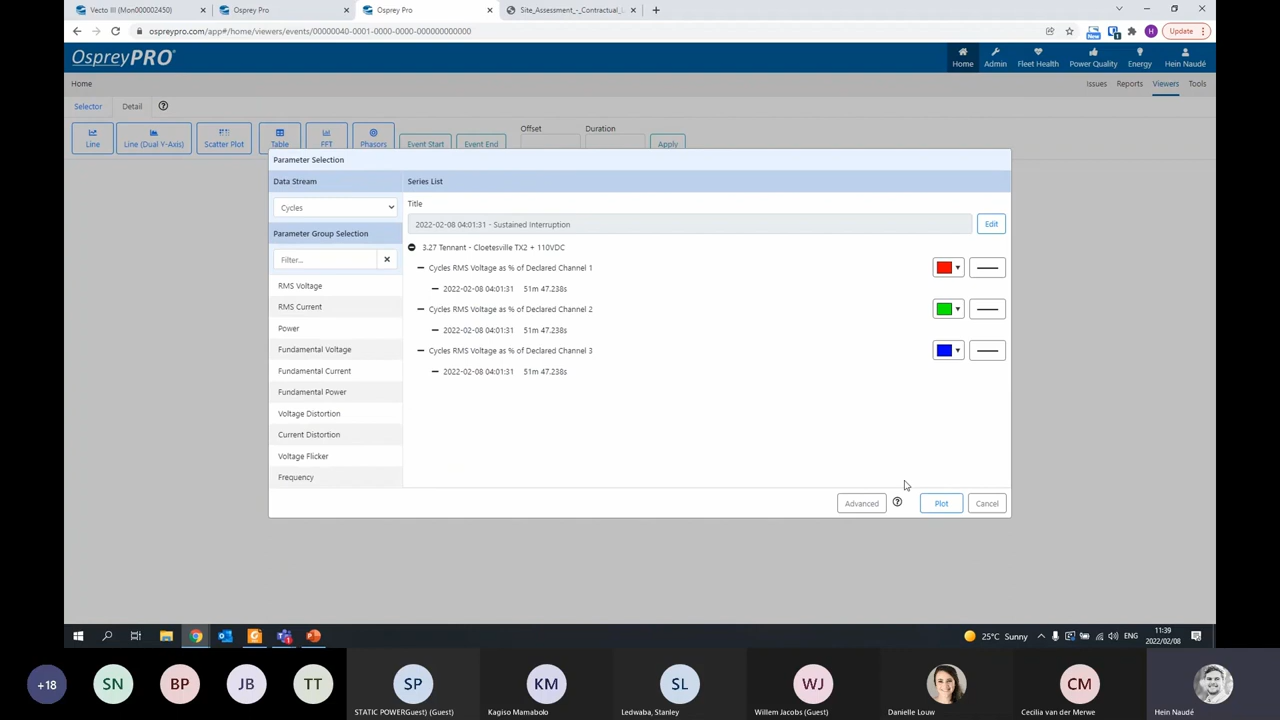 Vecto III (Mon000002450)
Osprey Pro
Osprey Pro
Site_Assessment_-_Contractual_
ospreypro.com/app#/home/viewers/events/00000040-0001-0000-0000-000000000000
New
H
Update
OspreyPRO®
Home
Admin
Fleet Health
Power Quality
Energy
Hein Naudé
Home
Issues
Reports
Viewers
Tools
Selector
Detail
Line
Line (Dual Y-Axis)
Scatter Plot
Table
FFT
Phasors
Event Start
Event End
Offset
Duration
Apply
Parameter Selection
Data Stream
Series List
Cycles
Title
2022-02-08 04:01:31 - Sustained Interruption
Edit
Parameter Group Selection
Filter...
3.27 Tennant - Cloetesville TX2 + 110VDC
Cycles RMS Voltage as % of Declared Channel 1
2022-02-08 04:01:31 51m 47.238s
Cycles RMS Voltage as % of Declared Channel 2
2022-02-08 04:01:31 51m 47.238s
Cycles RMS Voltage as % of Declared Channel 3
2022-02-08 04:01:31 51m 47.238s
RMS Voltage
RMS Current
Power
Fundamental Voltage
Fundamental Current
Fundamental Power
Voltage Distortion
Current Distortion
Voltage Flicker
Frequency
Advanced
Plot
Cancel
25°C Sunny
ENG
11:39
2022/02/08
+18
SN
BP
JB
TT
SP
STATIC POWERGuest) (Guest)
KM
Kagiso Mamabolo
SL
Ledwaba, Stanley
WJ
Willem Jacobs (Guest)
Danielle Louw
CM
Cecilia van der Merwe
Hein Naudé